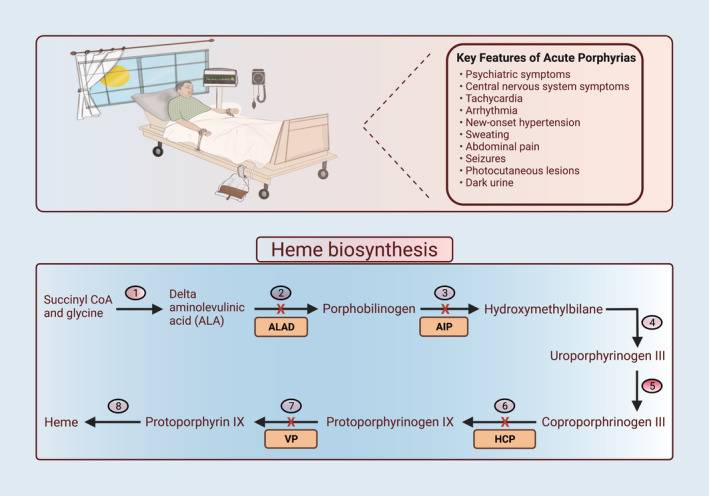 Key Features of Acute Porphyrias
• Psychiatric symptoms
• Central nervous system symptoms
• Tachycardia
• Arrhythmia
• New-onset hypertension
• Sweating
• Abdominal pain
• Seizures
• Photocutaneous lesions
• Dark urine
Heme biosynthesis
Succinyl CoA
and glycine
1
Delta
aminolevulinic
acid (ALA)
2
X
ALAD
Porphobilinogen
3
X
AIP
Hydroxymethylbilane
4
Uroporphyrinogen III
5
Coproporphrinogen III
6
X
HCP
Protoporphyrinogen IX
7
X
VP
Protoporphyrin IX
8
Heme